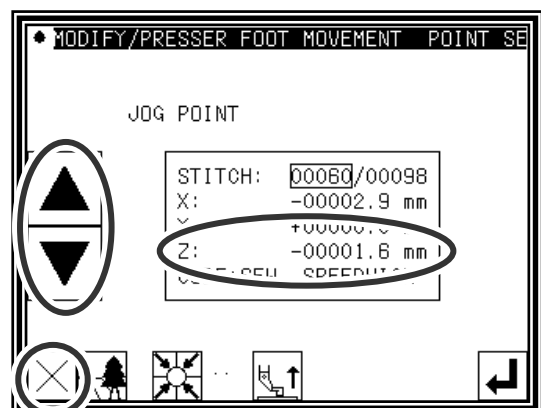 MODIFY/PRESSER FOOT MOVEMENT POINT SE
JOG POINT
STITCH: 00060/00098
X: -00002.9 mm
Z: -00001.6 mm